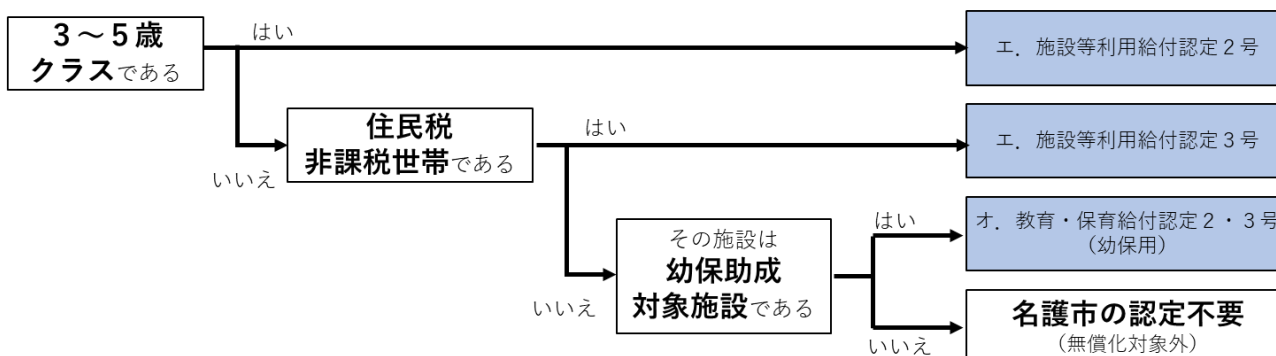 ３～５歳
クラスである
はい
いいえ
エ．施設等利用給付認定２号
住民税
非課税世帯である
はい
いいえ
エ．施設等利用給付認定３号
その施設は
幼保助成
対象施設である
はい
いいえ
オ．教育・保育給付認定２・３号
（幼保用）
名護市の認定不要
（無償化対象外）